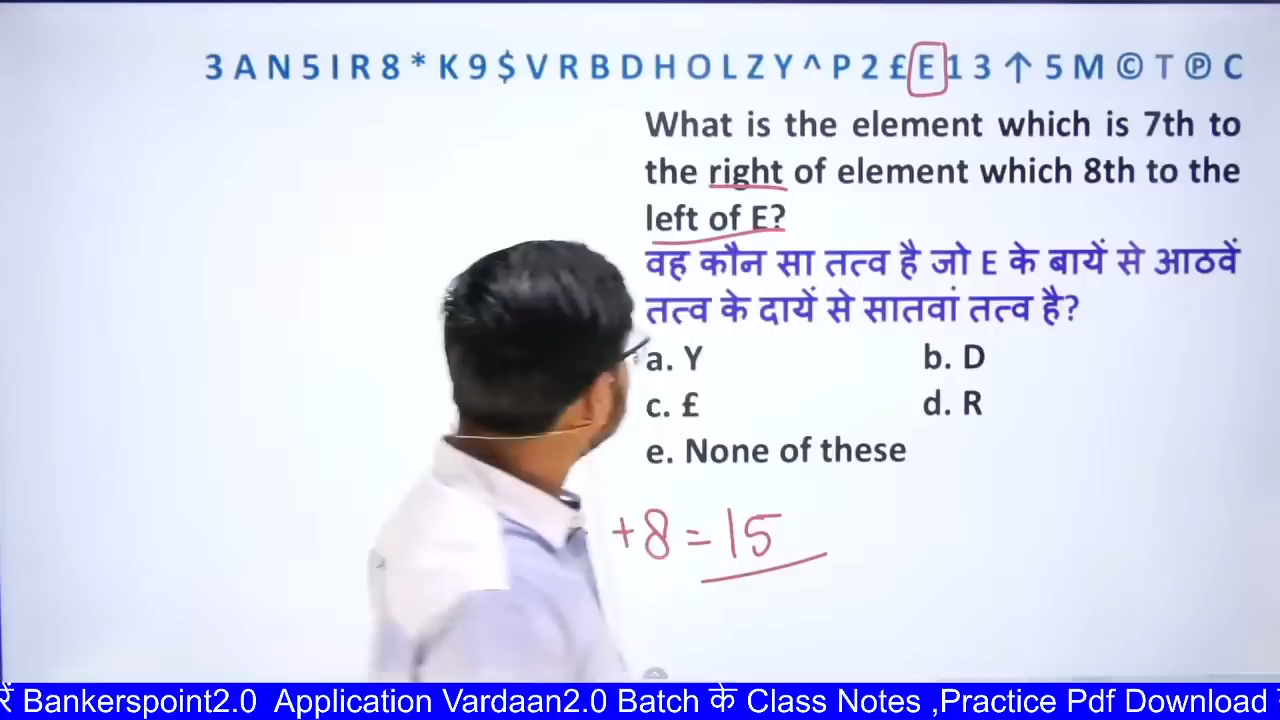 3 A N 5 I R 8 * K 9 $ V R B D H O L Z Y ^ P 2 £ E 1 3 ↑ 5 M © T ℗ C
What is the element which is 7th to
the right of element which 8th to the
left of E?
वह कौन सा तत्व है जो E के बायें से आठवें
तत्व के दायें से सातवां तत्व है?
a. Y b. D
c. £ d. R
e. None of these
+8 = 15
रें Bankerspoint2.0 Application Vardaan2.0 Batch के Class Notes ,Practice Pdf Download